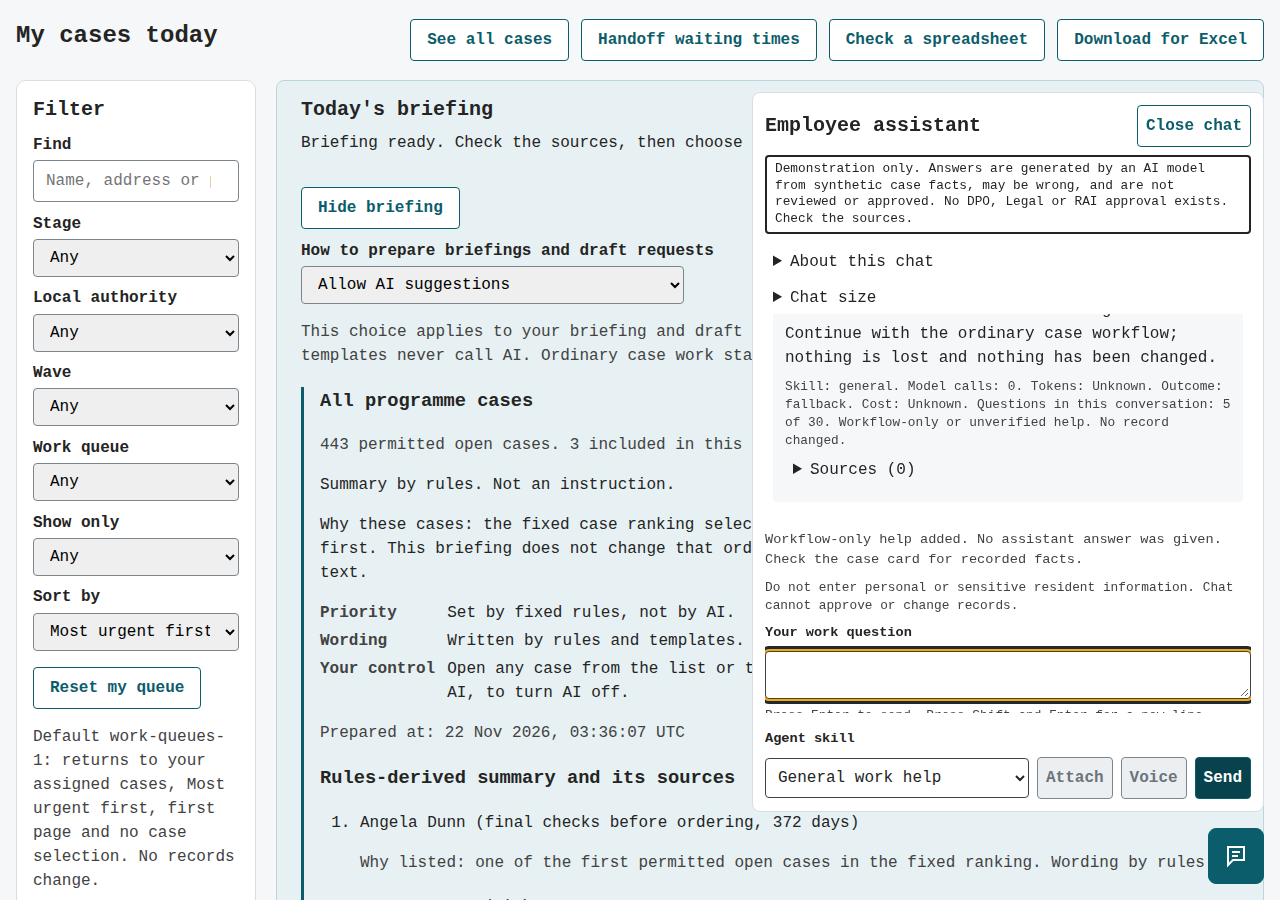 My cases today
See all cases
Handoff waiting times
Check a spreadsheet
Download for Excel
Filter
Find
Name, address or
Stage
Any
Local authority
Any
Wave
Any
Work queue
Any
Show only
Any
Sort by
Most urgent first
Reset my queue
Default work-queues-
1: returns to your
assigned cases, Most
urgent first, first
page and no case
selection. No records
change.
Today's briefing
Briefing ready. Check the sources, then choose
Hide briefing
How to prepare briefings and draft requests
Allow AI suggestions
This choice applies to your briefing and draft
templates never call AI. Ordinary case work sta
All programme cases
443 permitted open cases. 3 included in this
Summary by rules. Not an instruction.
Why these cases: the fixed case ranking selec
first. This briefing does not change that ord
text.
Priority Set by fixed rules, not by AI.
Wording Written by rules and templates.
Your control Open any case from the list or t
AI, to turn AI off.
Prepared at: 22 Nov 2026, 03:36:07 UTC
Rules-derived summary and its sources
1. Angela Dunn (final checks before ordering, 372 days)
Why listed: one of the first permitted open cases in the fixed ranking. Wording by rules
Employee assistant
Close chat
Demonstration only. Answers are generated by an AI model
from synthetic case facts, may be wrong, and are not
reviewed or approved. No DPO, Legal or RAI approval exists.
Check the sources.
About this chat
Chat size
Continue with the ordinary case workflow;
nothing is lost and nothing has been changed.
Skill: general. Model calls: 0. Tokens: Unknown. Outcome:
fallback. Cost: Unknown. Questions in this conversation: 5
of 30. Workflow-only or unverified help. No record
changed.
Sources (0)
Workflow-only help added. No assistant answer was given.
Check the case card for recorded facts.
Do not enter personal or sensitive resident information. Chat
cannot approve or change records.
Your work question
Press Enter to send. Press Shift and Enter for a new line.
Agent skill
General work help
Attach
Voice
Send